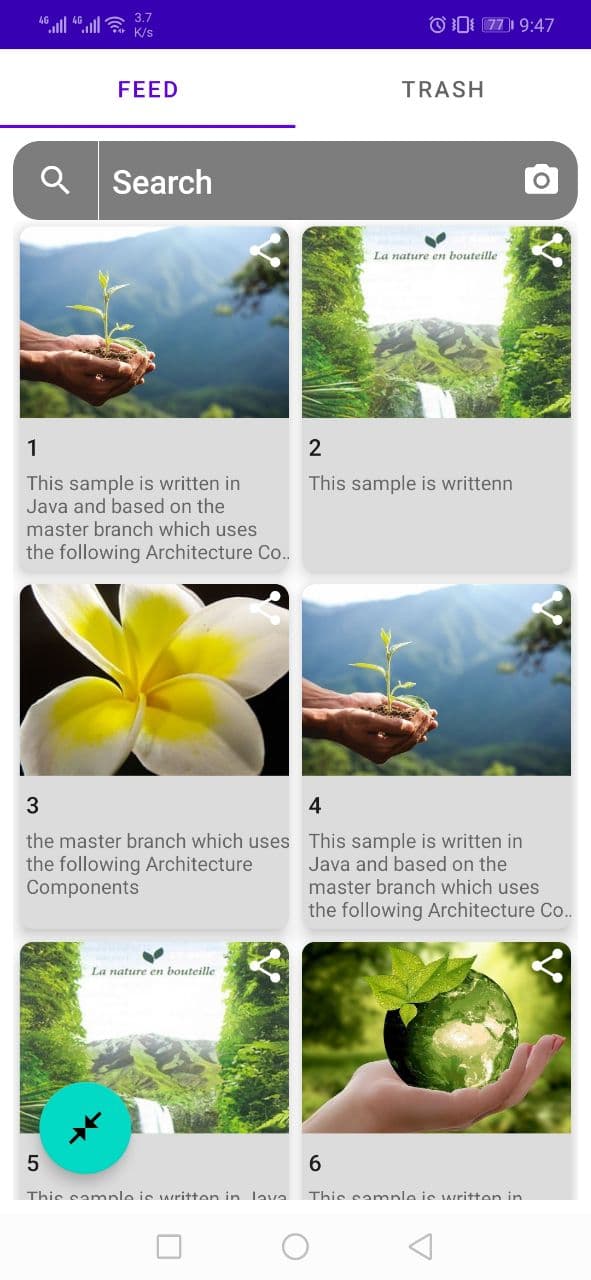 4G 4G 3.7 K/s 77 9:47
FEED TRASH
Search
La nature en bouteille
1
This sample is written in
Java and based on the
master branch which uses
the following Architecture Co..
2
This sample is writtenn
3
the master branch which uses
the following Architecture
Components
4
This sample is written in
Java and based on the
master branch which uses
the following Architecture Co..
La nature en bouteille
5
This sample is written in Java
6
This sample is written in